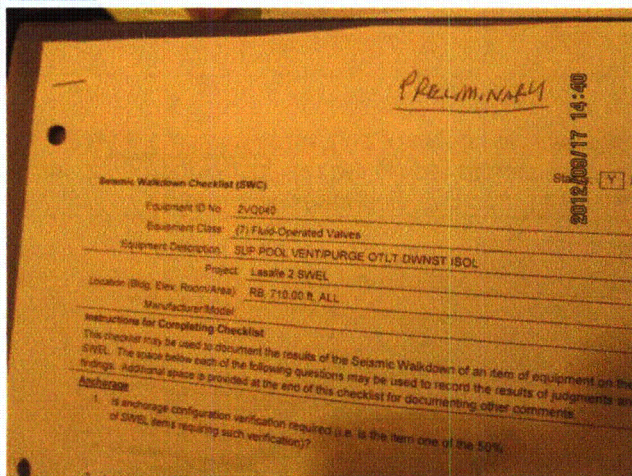 PRELIMINARY
2012/09/17 14:40
Seismic Walkdown Checklist (SWC)
Y
Equipment ID No. 2VQ040
Equipment Class: (7) Fluid-Operated Valves
Equipment Description: SUP POOL VENT/PURGE OTLT DWNST ISOL
Project: Lasalle 2 SWEL
Location (Bldg, Elev, Room/Area): RB, 710.00 ft, ALL
Manufacturer/Model
Instructions for Completing Checklist
This checklist may be used to document the results of the Seismic Walkdown of an item of equipment on the
SWEL. The space below each of the following questions may be used to record the results of judgments and
findings. Additional space is provided at the end of this checklist for documenting other comments.
Anchorage
1. Is anchorage configuration verification required (i.e. is the item one of the 50%
of SWEL items requiring such verification)?